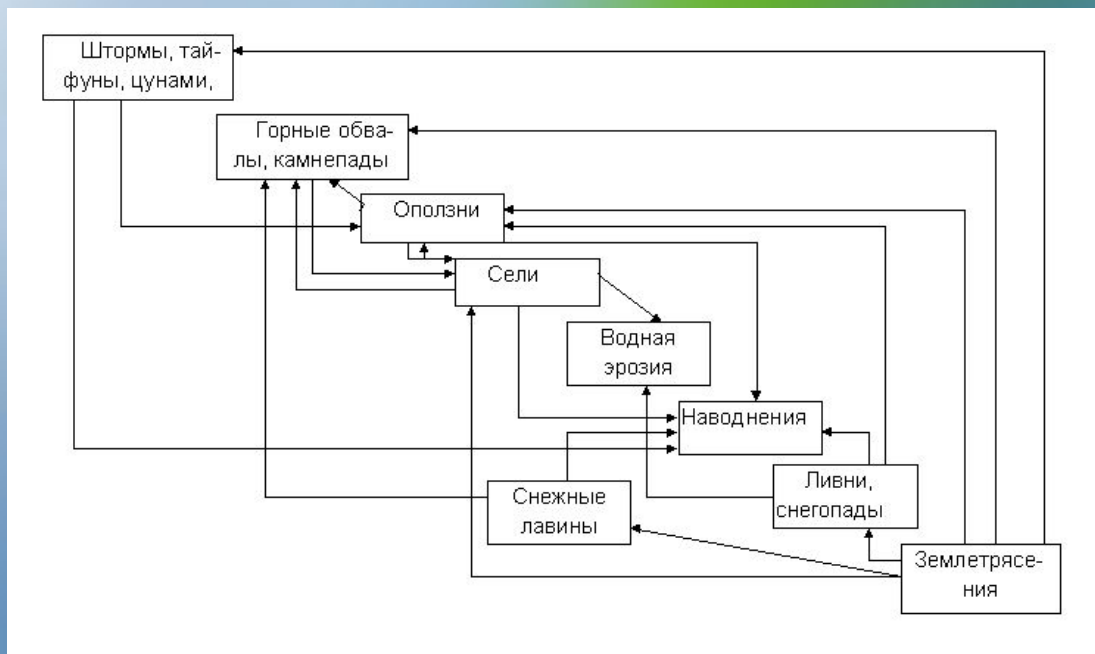 Штормы, тай-
фуны, цунами,
Горные обва-
лы, камнепады
Оползни
Сели
Водная
эрозия
Наводнения
Ливни,
снегопады
Снежные
лавины
Землетрясе-
ния